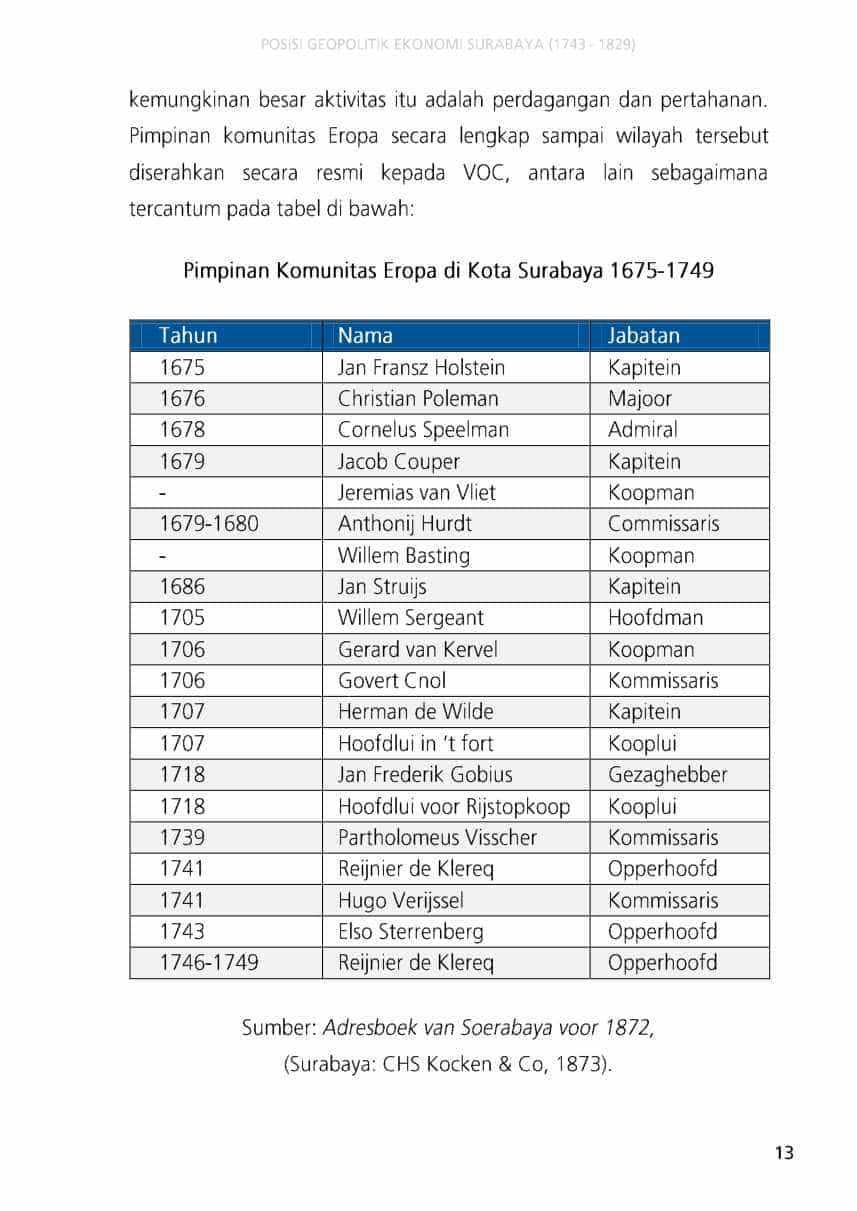 POSISI GEOPOLITIK EKONOMI SURABAYA (1743 - 1829)
kemungkinan besar aktivitas itu adalah perdagangan dan pertahanan.
Pimpinan komunitas Eropa secara lengkap sampai wilayah tersebut
diserahkan secara resmi kepada VOC, antara lain sebagaimana
tercantum pada tabel di bawah:
Pimpinan Komunitas Eropa di Kota Surabaya 1675-1749
Tahun Nama Jabatan
1675 Jan Fransz Holstein Kapitein
1676 Christian Poleman Majoor
1678 Cornelus Speelman Admiral
1679 Jacob Couper Kapitein
- Jeremias van Vliet Koopman
1679-1680 Anthonij Hurdt Commissaris
- Willem Basting Koopman
1686 Jan Struijs Kapitein
1705 Willem Sergeant Hoofdman
1706 Gerard van Kervel Koopman
1706 Govert Cnol Kommissaris
1707 Herman de Wilde Kapitein
1707 Hoofdlui in ‘t fort Kooplui
1718 Jan Frederik Gobius Gezaghebber
1718 Hoofdlui voor Rijstopkoop Kooplui
1739 Partholomeus Visscher Kommissaris
1741 Reijnier de Klereq Opperhoofd
1741 Hugo Verijssel Kommissaris
1743 Elso Sterrenberg Opperhoofd
1746-1749 Reijnier de Klereq Opperhoofd
Sumber: Adresboek van Soerabaya voor 1872,
(Surabaya: CHS Kocken & Co, 1873).
13